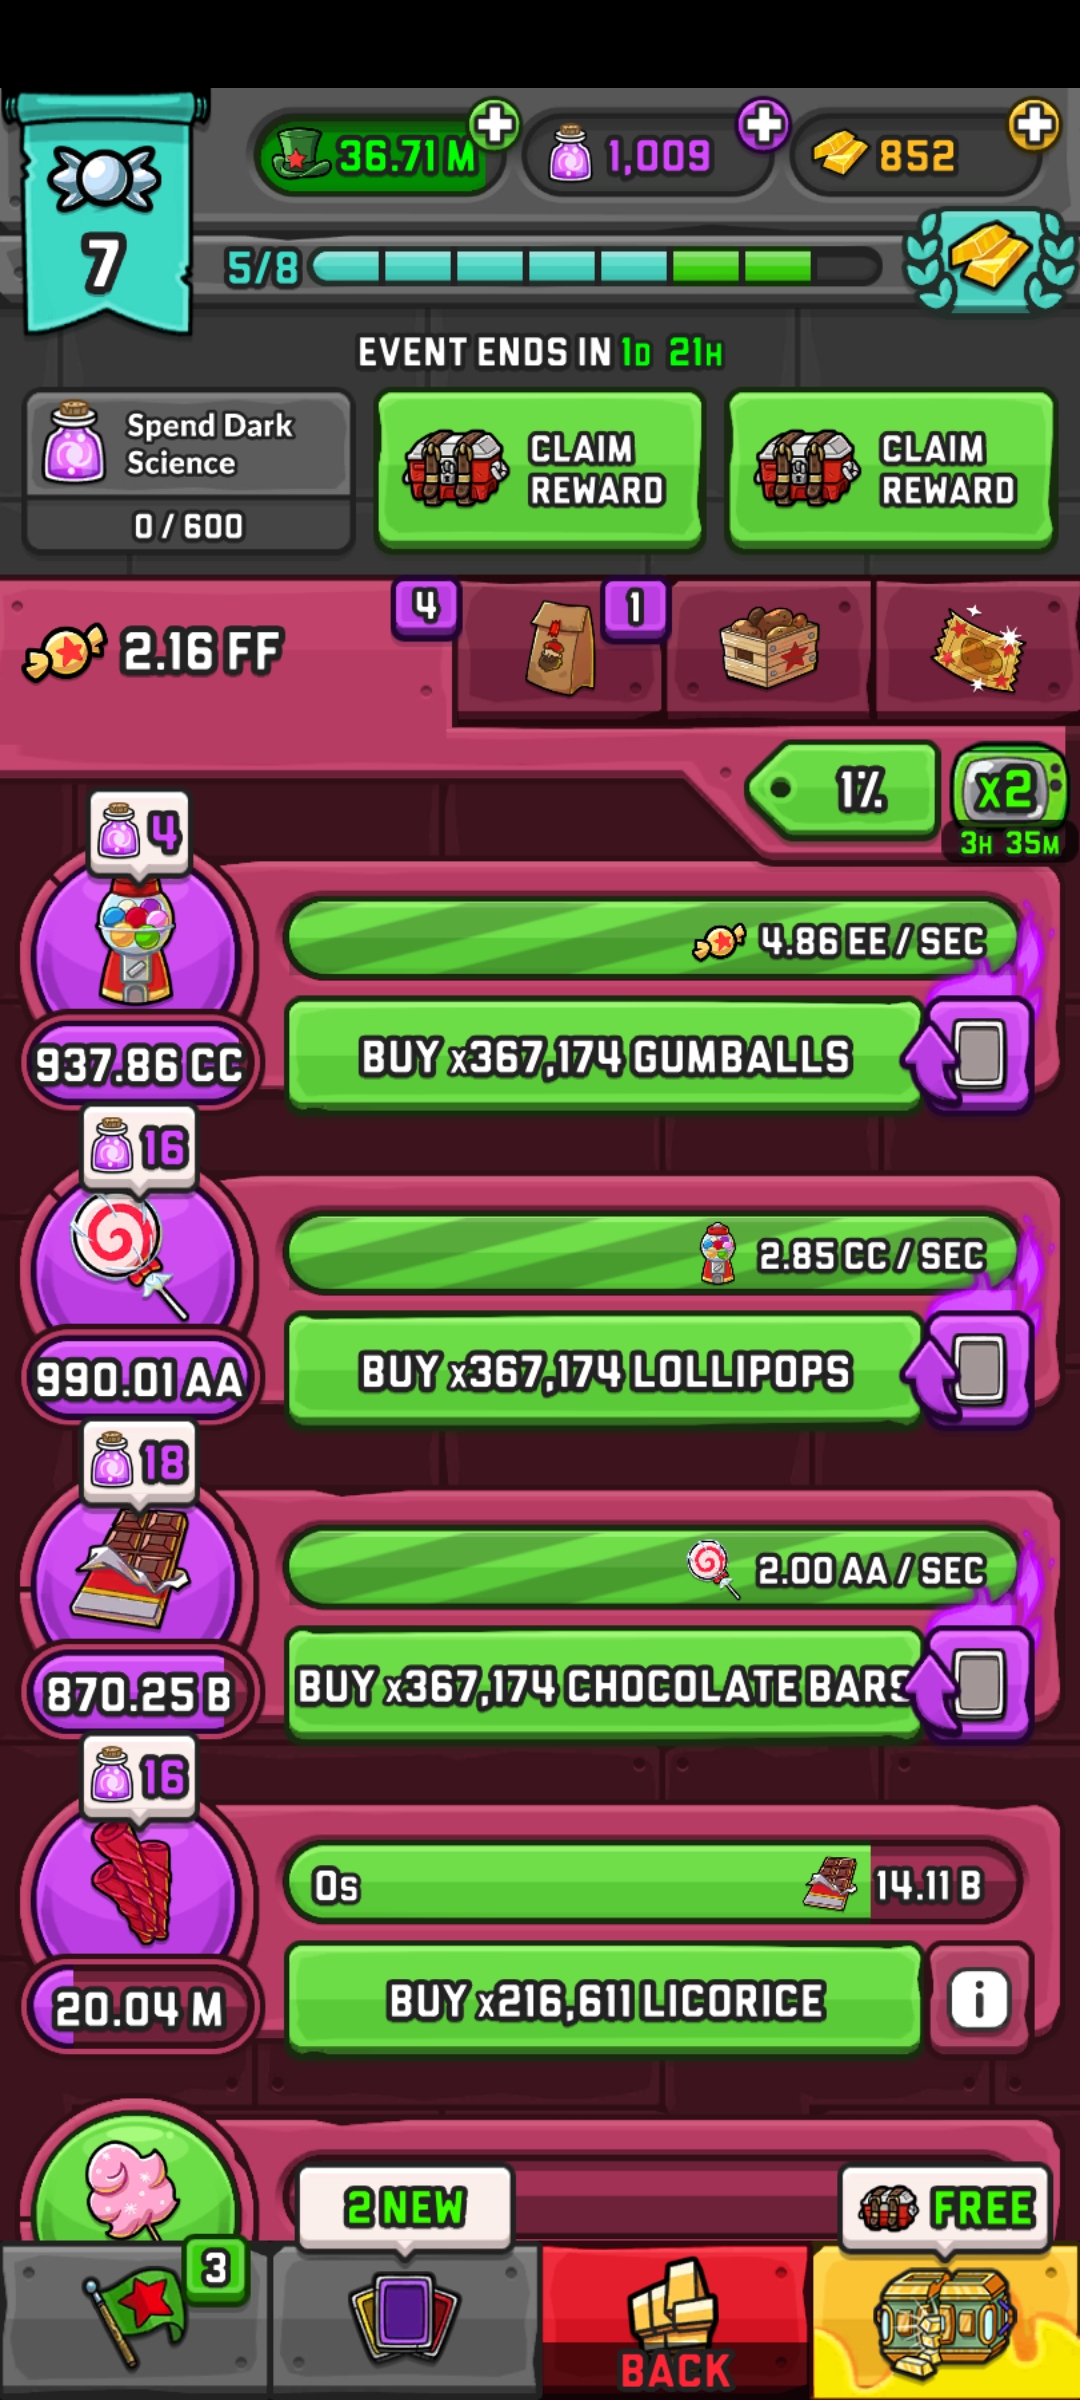 36.71 M
1,009
852
7
5/8
EVENT ENDS IN 1D 21H
Spend Dark
Science
0 / 600
CLAIM
REWARD
CLAIM
REWARD
2.16 FF
4
1
1%
x2
3H 35M
4
4.86 EE / SEC
937.86 CC
BUY x367,174 GUMBALLS
16
2.85 CC / SEC
990.01 AA
BUY x367,174 LOLLIPOPS
18
2.00 AA / SEC
870.25 B
BUY x367,174 CHOCOLATE BARS
16
0s
14.11 B
20.04 M
BUY x216,611 LICORICE
i
2 NEW
FREE
3
BACK